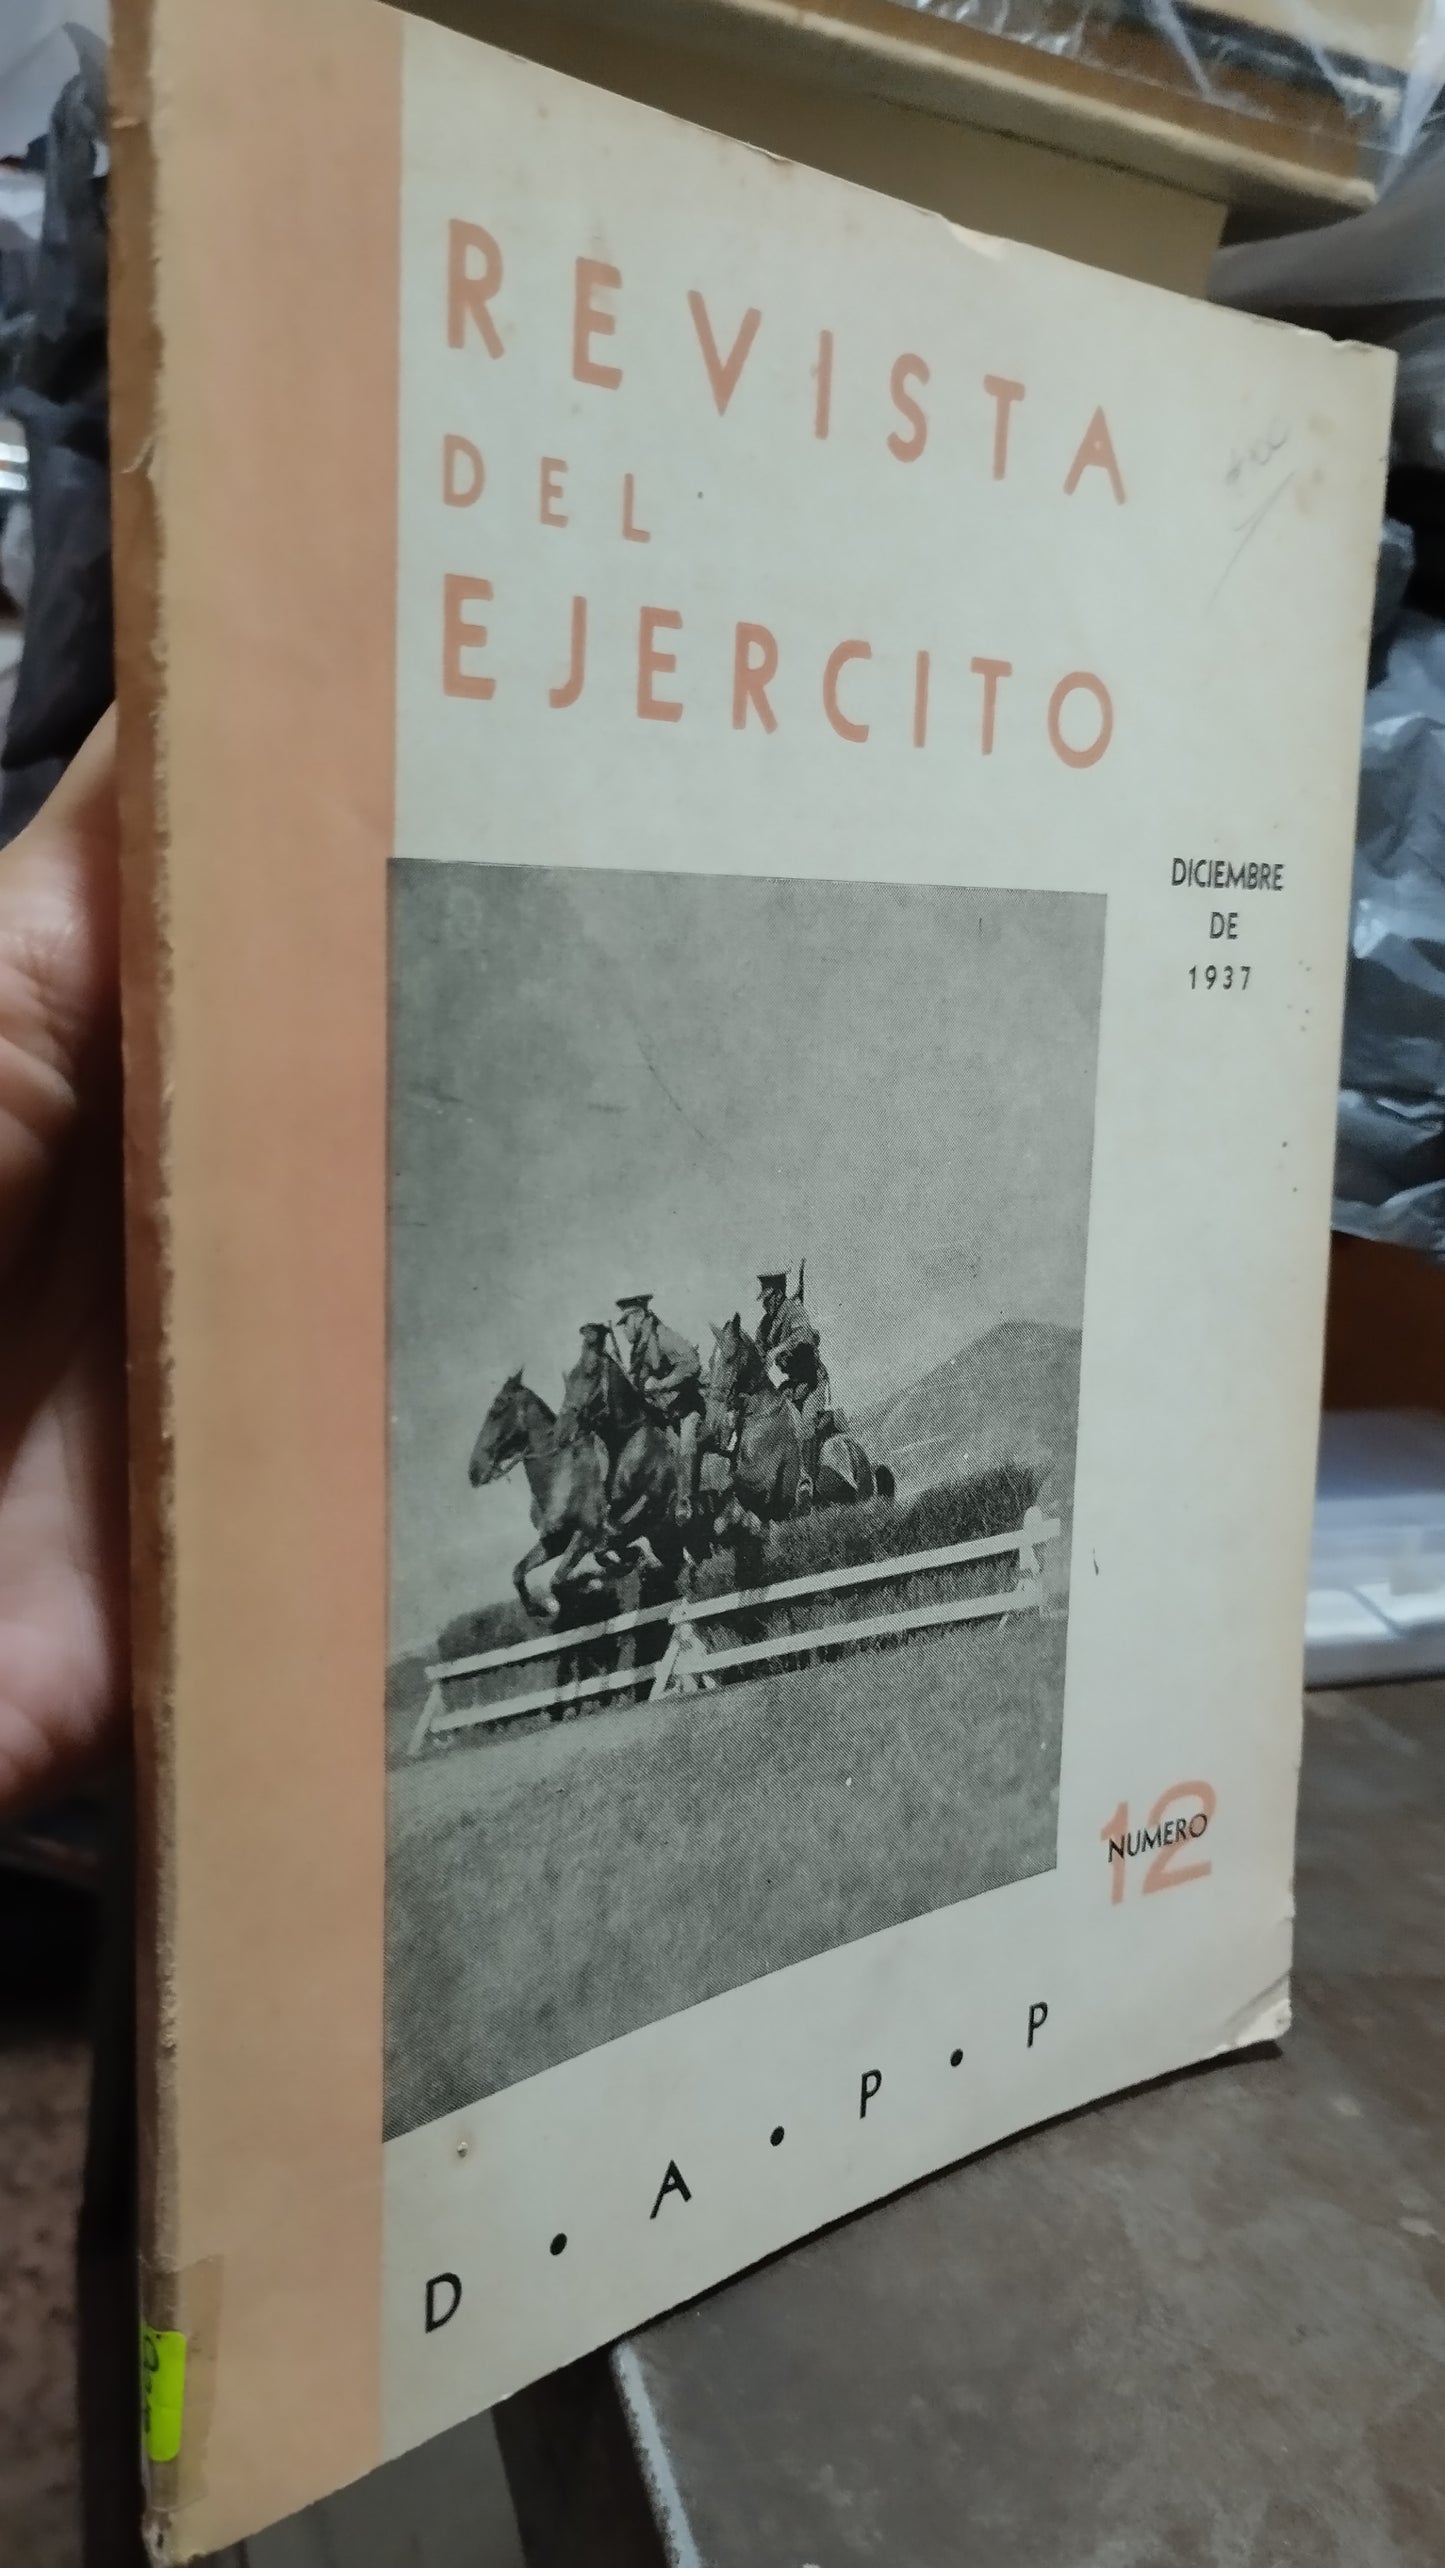 REVISTA
DEL
EJERCITO
DICIEMBRE
DE
1937
12
NUMERO
D • A • P • P